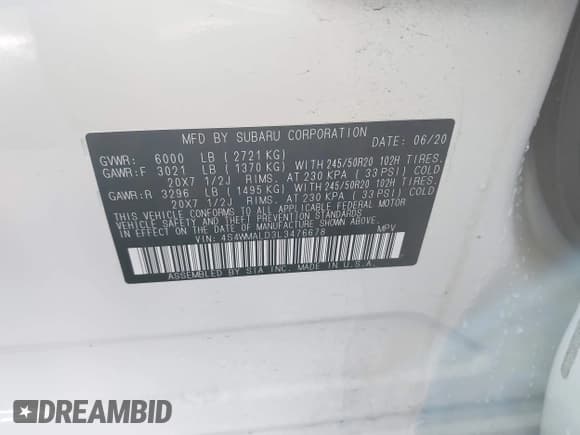 MFD BY SUBARU CORPORATION
DATE: 06/20
GVWR: 6000 LB ( 2721 KG)
GAWR:F 3021 LB ( 1370 KG) WITH 245/50R20 102H TIRES.
20X7 1/2J RIMS. AT 230 KPA ( 33 PSI) COLD
GAWR:R 3296 LB ( 1495 KG) WITH 245/50R20 102H TIRES.
20X7 1/2J RIMS. AT 230 KPA ( 33 PSI) COLD
THIS VEHICLE CONFORMS TO ALL APPLICABLE FEDERAL MOTOR
VEHICLE SAFETY AND THEFT PREVENTION STANDARDS
IN EFFECT ON THE DATE OF MANUFACTURE SHOWN ABOVE.
VIN: 4S4WMALD3L3476678 MPV
ASSEMBLED BY SIA INC. MADE IN U.S.A.
DREAMBID